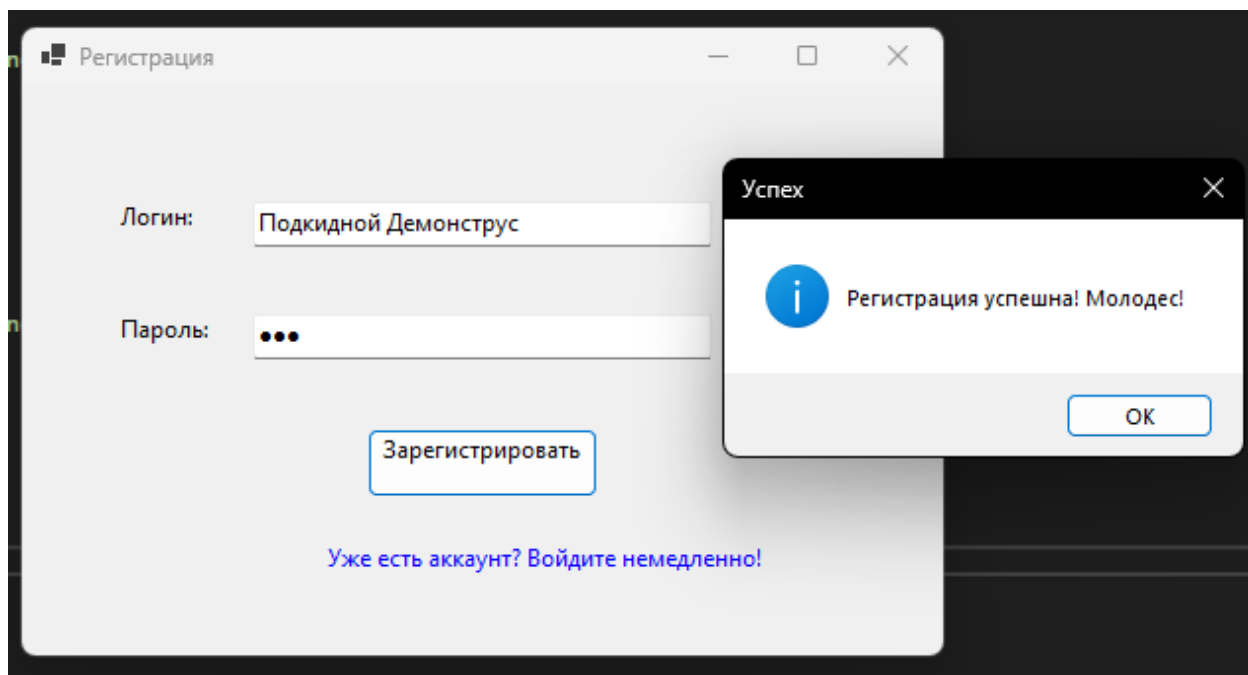 Регистрация
Успех
Логин:
Подкидной Демонструс
Регистрация успешна! Молодес!
Пароль:
●●●
OK
Зарегистрировать
Уже есть аккаунт? Войдите немедленно!